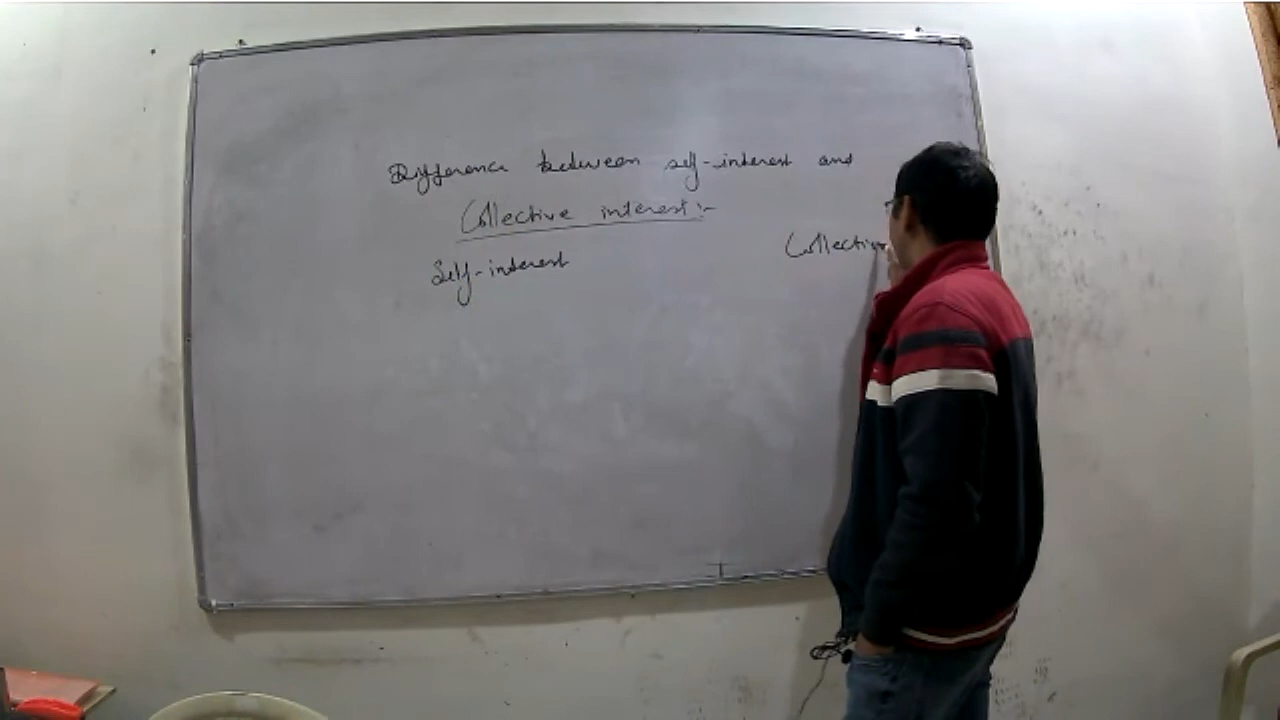 Difference between self-interest and
Collective interest :-
Self-interest
Collectiv